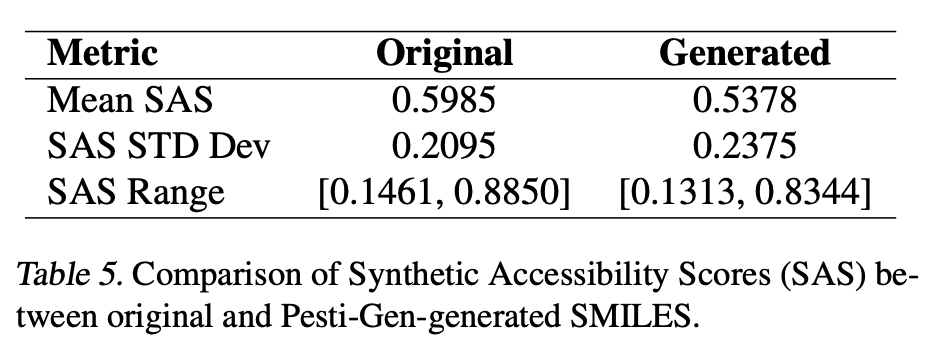 Metric Original Generated
Mean SAS 0.5985 0.5378
SAS STD Dev 0.2095 0.2375
SAS Range [0.1461, 0.8850] [0.1313, 0.8344]
Table 5. Comparison of Synthetic Accessibility Scores (SAS) be-
tween original and Pesti-Gen-generated SMILES.